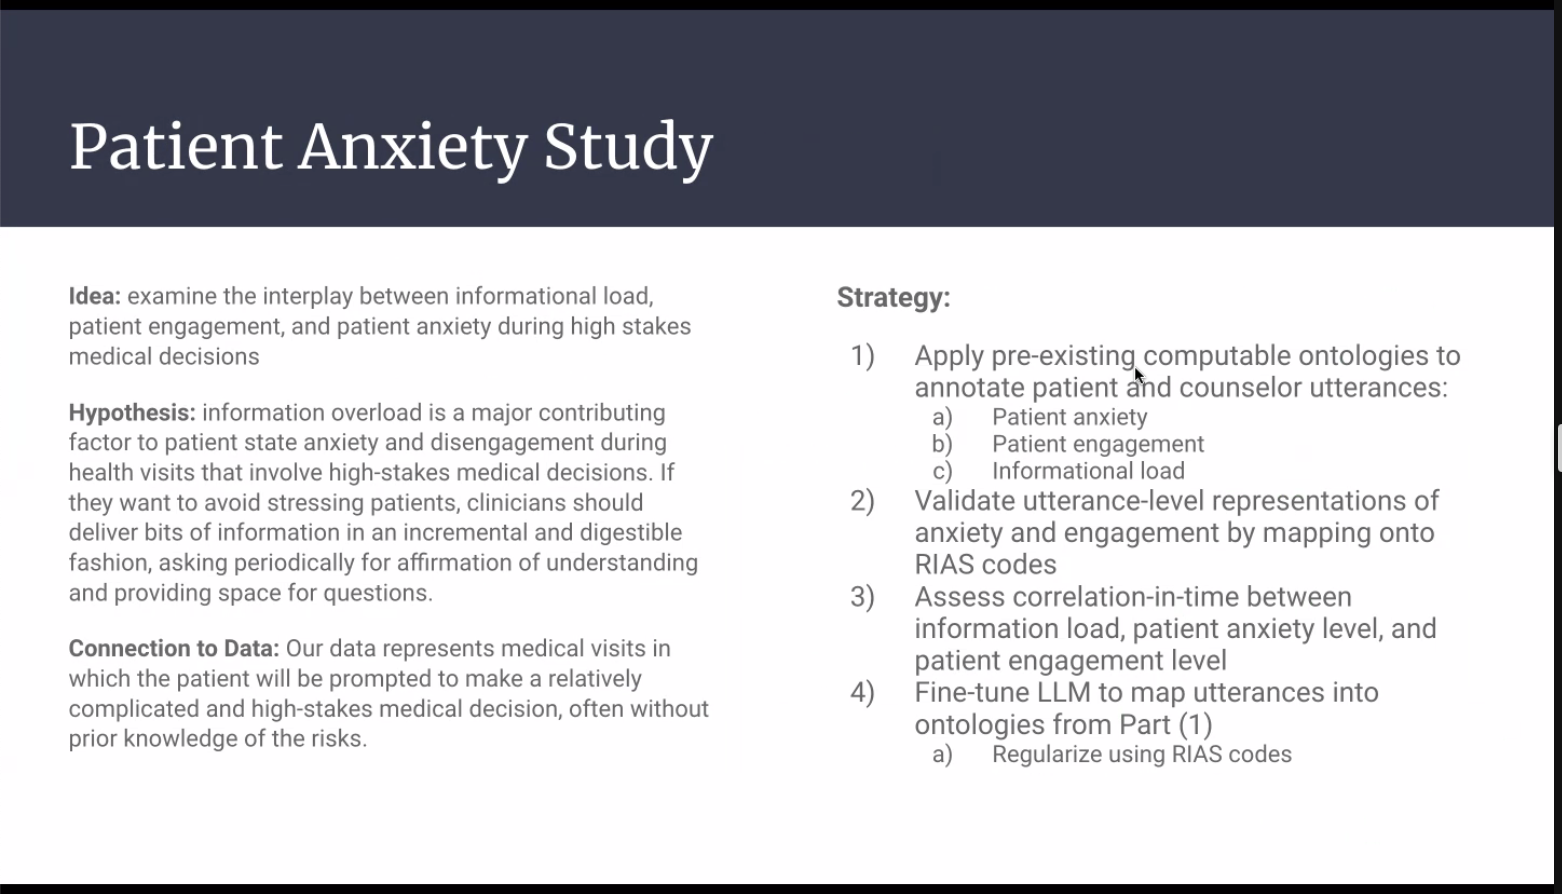 Patient Anxiety Study
Idea: examine the interplay between informational load,
patient engagement, and patient anxiety during high stakes
medical decisions
Hypothesis: information overload is a major contributing
factor to patient state anxiety and disengagement during
health visits that involve high-stakes medical decisions. If
they want to avoid stressing patients, clinicians should
deliver bits of information in an incremental and digestible
fashion, asking periodically for affirmation of understanding
and providing space for questions.
Connection to Data: Our data represents medical visits in
which the patient will be prompted to make a relatively
complicated and high-stakes medical decision, often without
prior knowledge of the risks.
Strategy:
1) Apply pre-existing computable ontologies to
annotate patient and counselor utterances:
a) Patient anxiety
b) Patient engagement
c) Informational load
2) Validate utterance-level representations of
anxiety and engagement by mapping onto
RIAS codes
3) Assess correlation-in-time between
information load, patient anxiety level, and
patient engagement level
4) Fine-tune LLM to map utterances into
ontologies from Part (1)
a) Regularize using RIAS codes